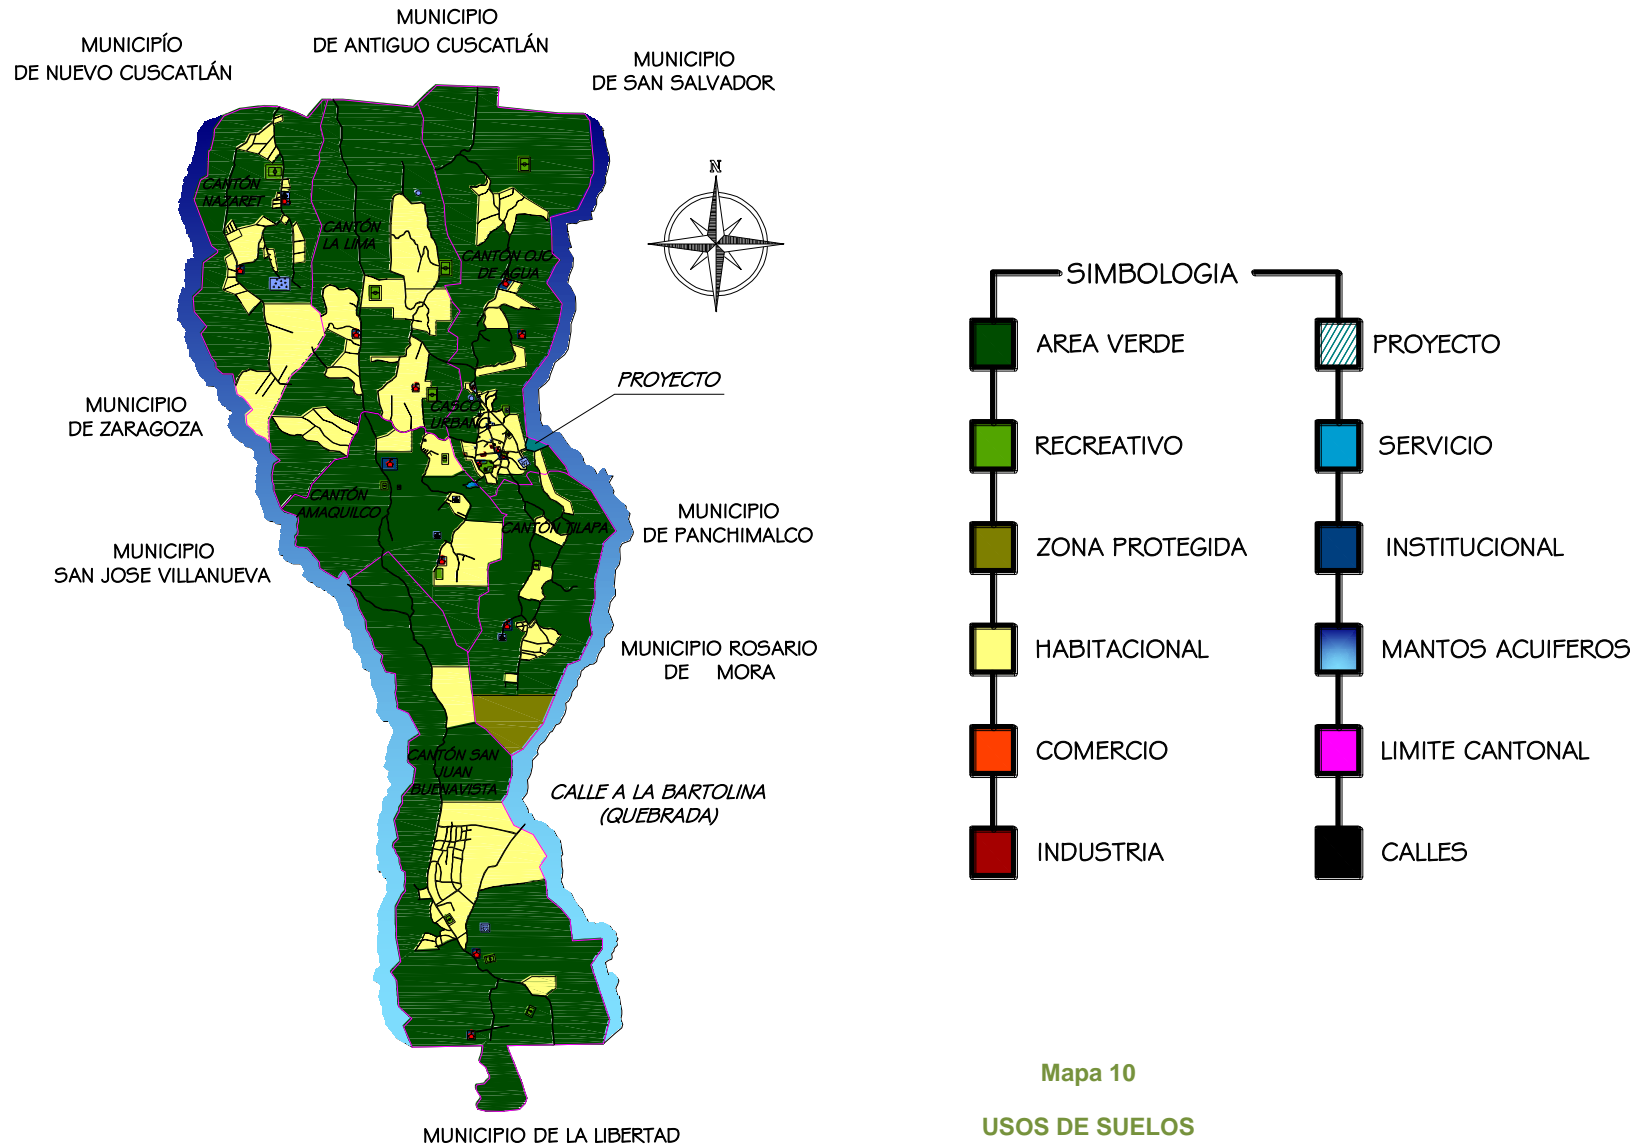 MUNICIPIO
DE ANTIGUO CUSCATLÁN
MUNICIPÍO
DE NUEVO CUSCATLÁN
MUNICIPIO
DE SAN SALVADOR
N
CANTÓN
NAZARET
CANTÓN
LA LIMA
CANTÓN OJO
DE AGUA
PROYECTO
MUNICIPIO
DE ZARAGOZA
CASCO
URBANO
CANTÓN
AMAQUILCO
CANTÓN TILAPA
MUNICIPIO
DE PANCHIMALCO
MUNICIPIO
SAN JOSE VILLANUEVA
MUNICIPIO ROSARIO
DE MORA
CANTÓN SAN
JUAN
BUENAVISTA
CALLE A LA BARTOLINA
(QUEBRADA)
MUNICIPIO DE LA LIBERTAD
SIMBOLOGIA
AREA VERDE
RECREATIVO
ZONA PROTEGIDA
HABITACIONAL
COMERCIO
INDUSTRIA
PROYECTO
SERVICIO
INSTITUCIONAL
MANTOS ACUIFEROS
LIMITE CANTONAL
CALLES
Mapa 10
USOS DE SUELOS